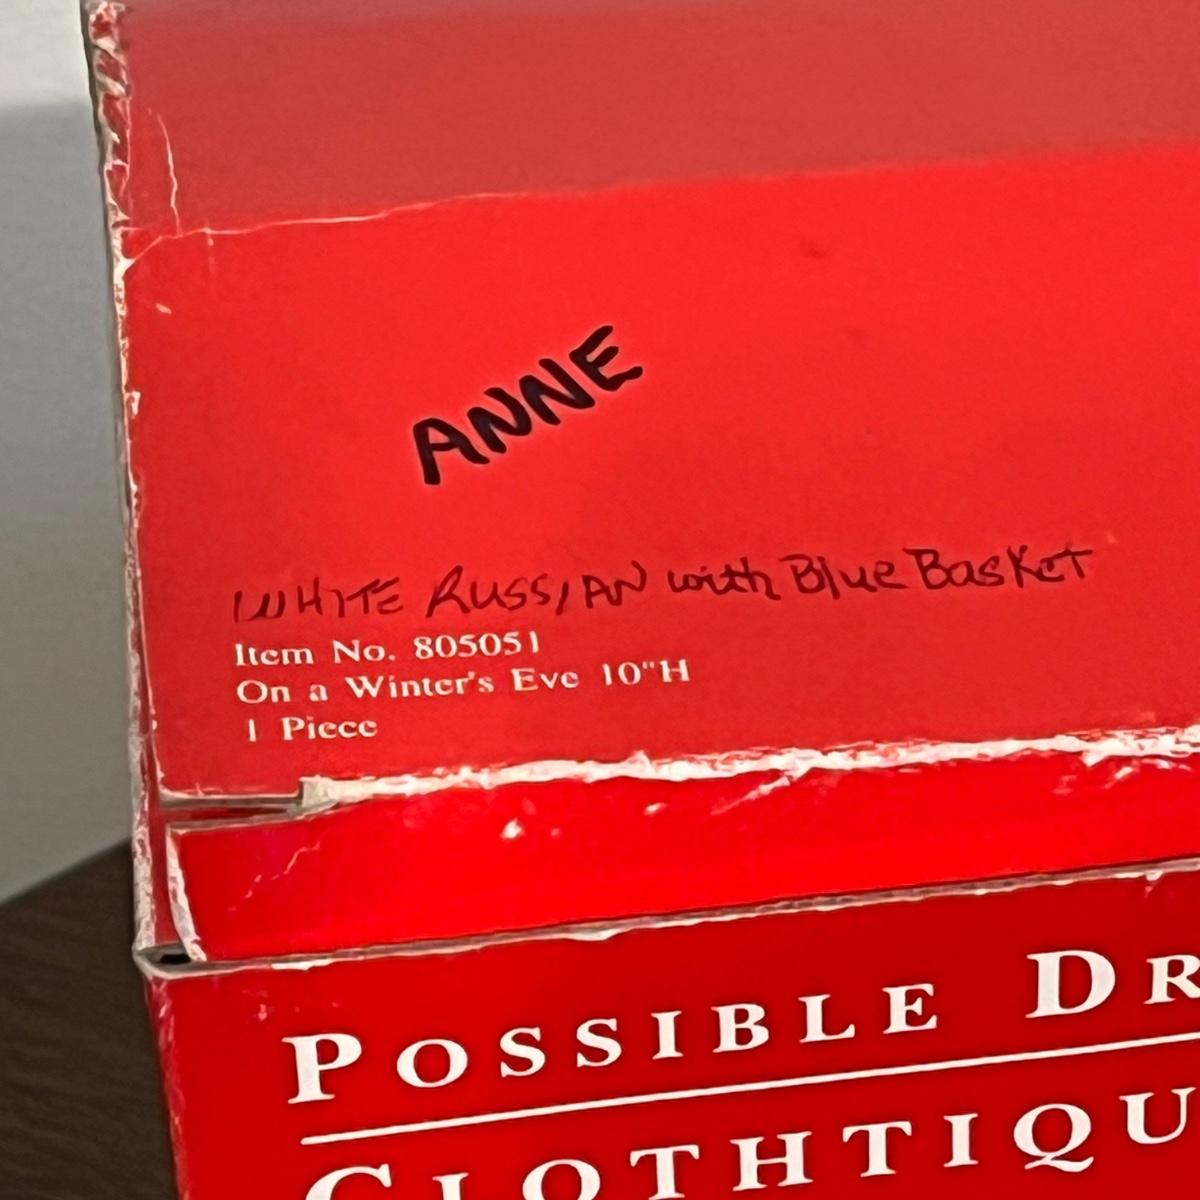 ANNE
WHITE RUSSIAN with Blue Basket
Item No. 805051
On a Winter's Eve 10"H
1 Piece
POSSIBLE DR
CLOTHTIQU